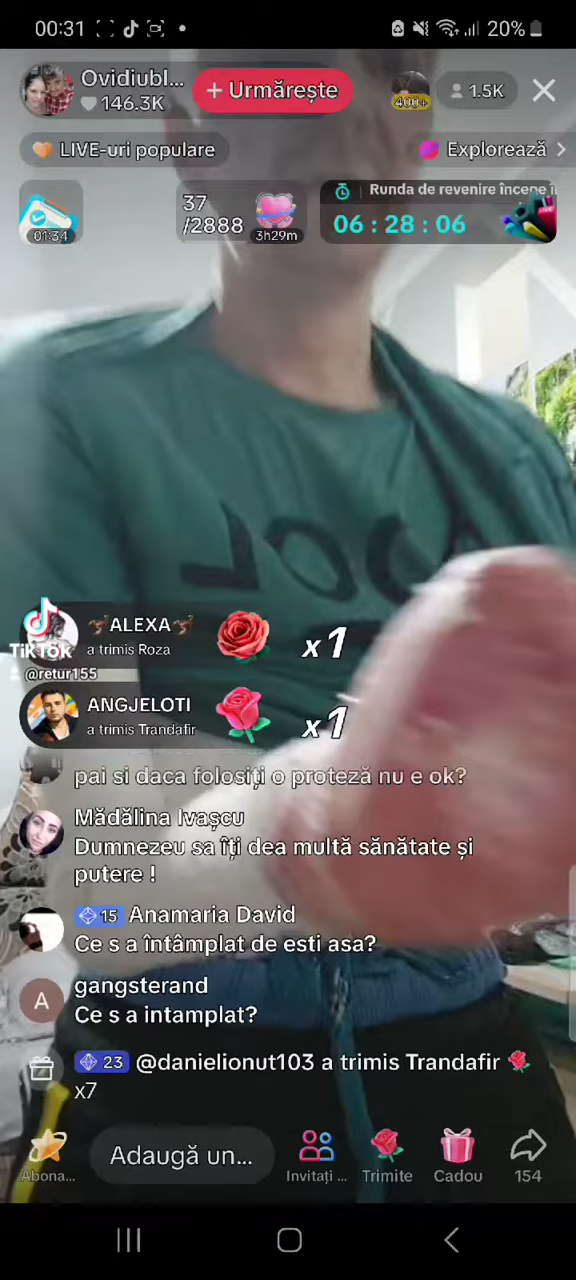 00:31
20%
Ovidiubl...
146.3K
+ Urmărește
400+
1.5K
LIVE-uri populare
Explorează
01:34
37
/2888
3h29m
Runda de revenire începe î
06 : 28 : 06
ALEXA
a trimis Roza
x1
TikTok
@retur155
ANGJELOTI
a trimis Trandafir
x1
pai si daca folosiți o proteză nu e ok?
Mădălina Ivașcu
Dumnezeu sa îți dea multă sănătate și
putere !
15 Anamaria David
Ce s a întâmplat de esti asa?
A
gangsterand
Ce s a intamplat?
23 @danielionut103 a trimis Trandafir
x7
Abona...
Adaugă un...
Invitați ...
Trimite
Cadou
154